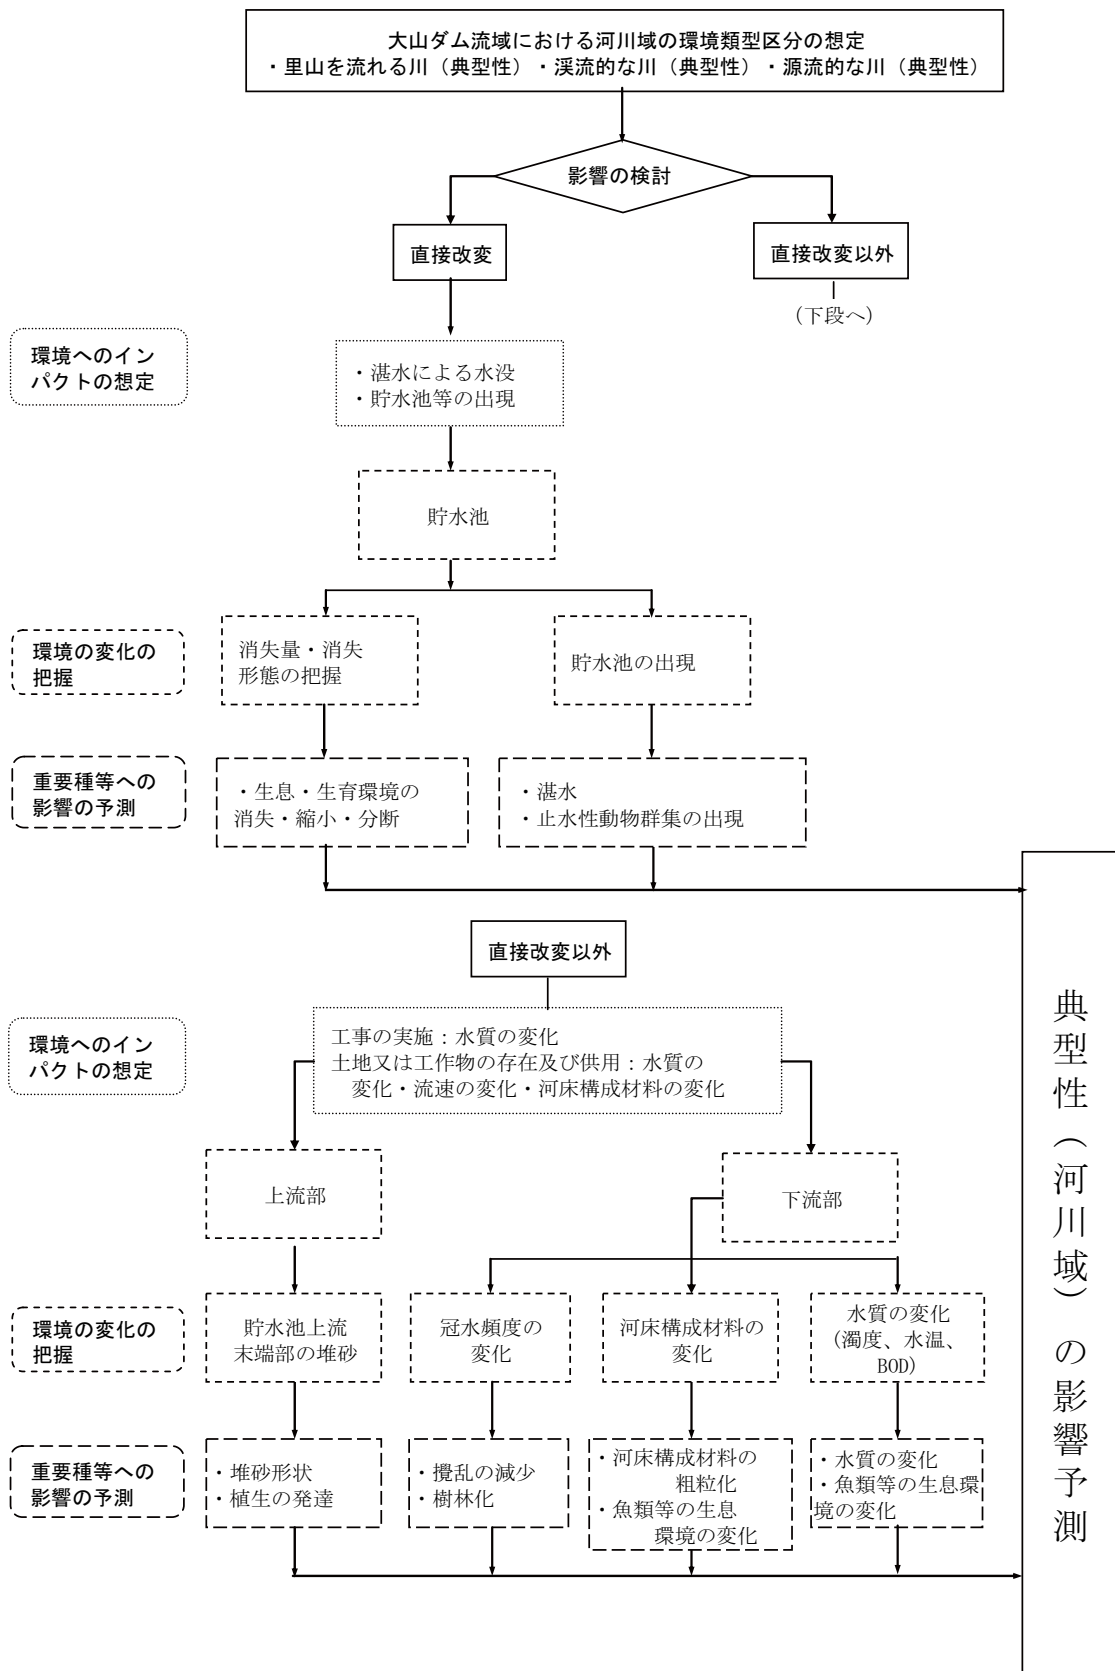 大山ダム流域における河川域の環境類型区分の想定
・里山を流れる川（典型性）・渓流的な川（典型性）・源流的な川（典型性）
影響の検討
直接改変
直接改変以外
（下段へ）
環境へのイン
パクトの想定
・湛水による水没
・貯水池等の出現
貯水池
環境の変化の
把握
消失量・消失
形態の把握
貯水池の出現
重要種等への
影響の予測
・生息・生育環境の
消失・縮小・分断
・湛水
・止水性動物群集の出現
直接改変以外
環境へのイン
パクトの想定
工事の実施：水質の変化
土地又は工作物の存在及び供用：水質の
変化・流速の変化・河床構成材料の変化
上流部
下流部
環境の変化の
把握
貯水池上流
末端部の堆砂
冠水頻度の
変化
河床構成材料の
変化
水質の変化
（濁度、水温、
BOD）
重要種等への
影響の予測
・堆砂形状
・植生の発達
・攪乱の減少
・樹林化
・河床構成材料の
粗粒化
・魚類等の生息
環境の変化
・水質の変化
・魚類等の生息環
境の変化
典型性（河川域）の影響予測